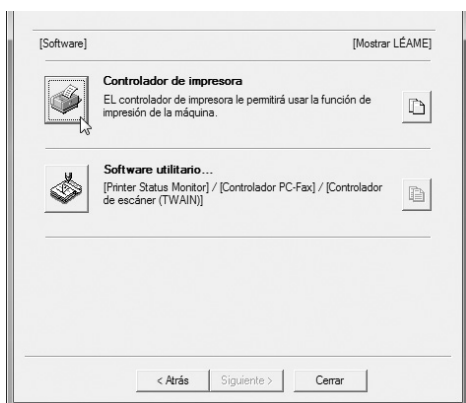 [Software] [Mostrar LÉAME]
Controlador de impresora
EL controlador de impresora le permitirá usar la función de
impresión de la máquina.
Software utilitario...
[Printer Status Monitor] / [Controlador PC-Fax] / [Controlador
de escáner (TWAIN)]
< Atrás Siguiente > Cerrar